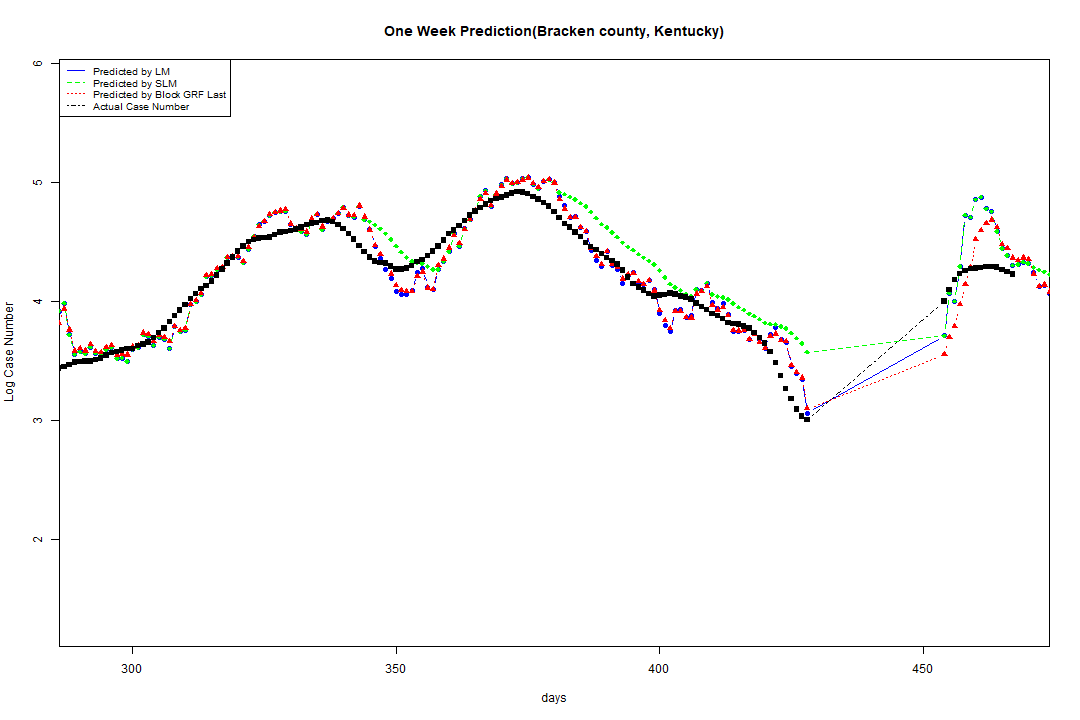 One Week Prediction(Bracken county, Kentucky)
Predicted by LM
Predicted by SLM
Predicted by Block GRF Last
Actual Case Number
6
5
4
3
2
Log Case Number
300 350 400 450
days